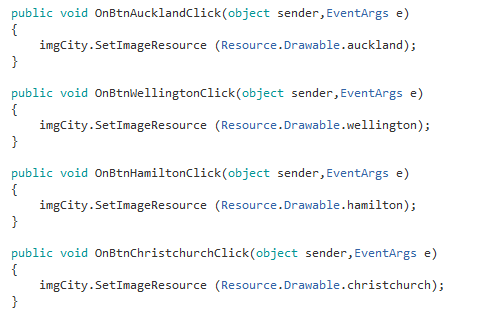 public void OnBtnAucklandClick(object sender,EventArgs e)
{
    imgCity.SetImageResource (Resource.Drawable.auckland);
}
public void OnBtnWellingtonClick(object sender,EventArgs e)
{
    imgCity.SetImageResource (Resource.Drawable.wellington);
}
public void OnBtnHamiltonClick(object sender,EventArgs e)
{
    imgCity.SetImageResource (Resource.Drawable.hamilton);
}
public void OnBtnChristchurchClick(object sender,EventArgs e)
{
    imgCity.SetImageResource (Resource.Drawable.christchurch);
}